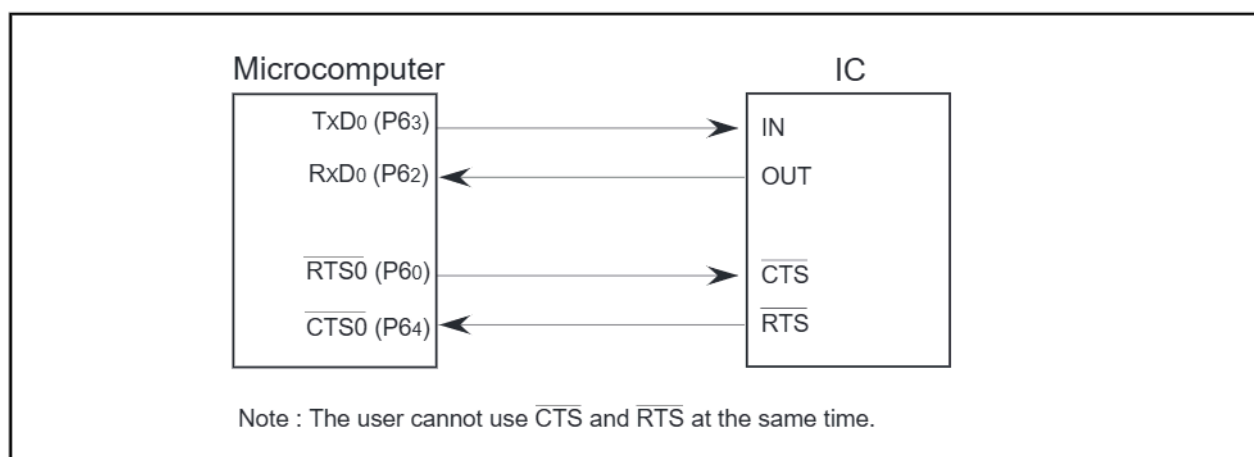 Microcomputer
IC
TxD0 (P63)
IN
RxD0 (P62)
OUT
RTS0 (P60)
CTS
CTS0 (P64)
RTS
Note : The user cannot use CTS and RTS at the same time.